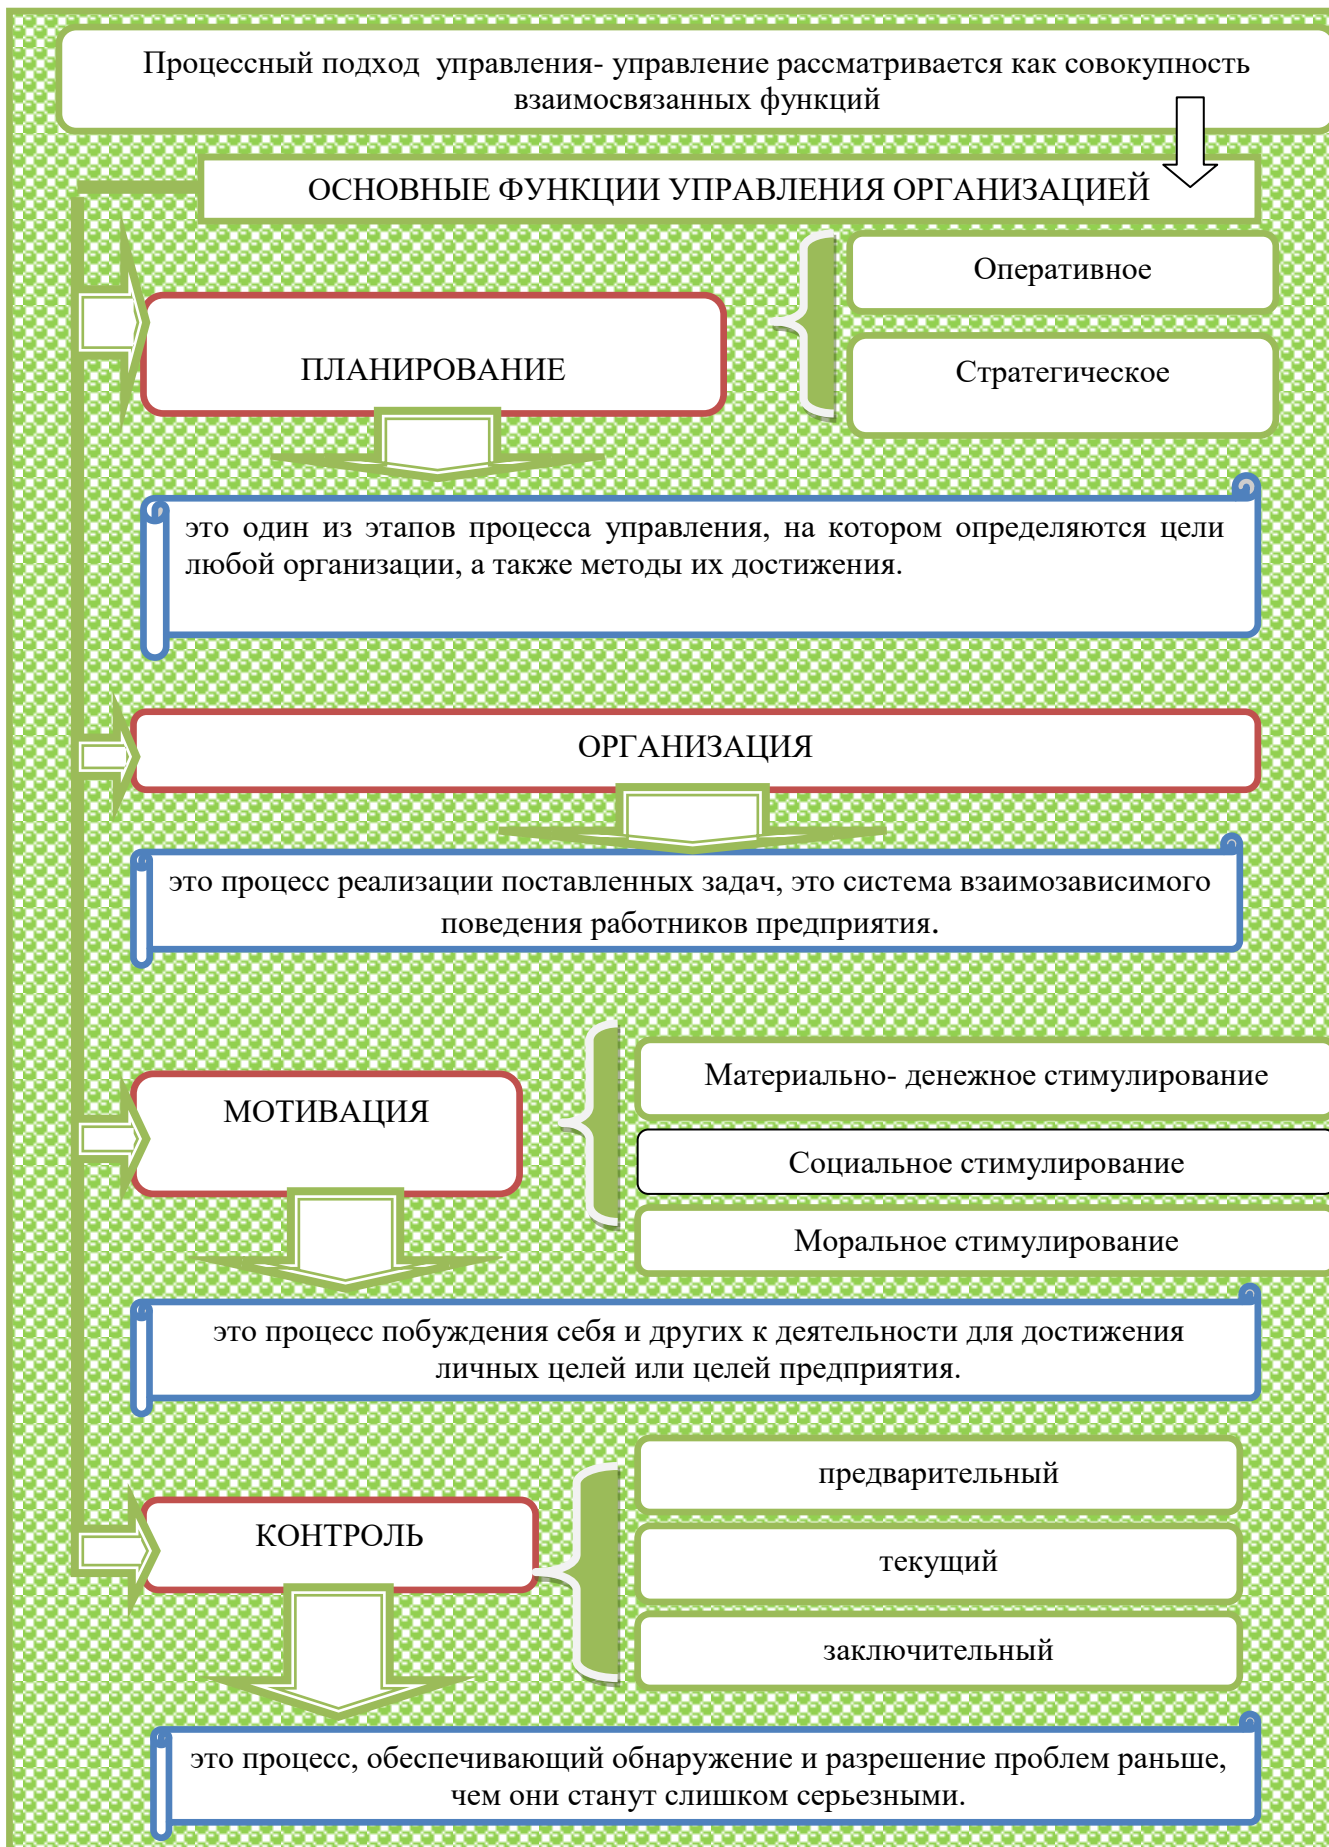 Процессный подход  управления- управление рассматривается как совокупность
взаимосвязанных функций
ОСНОВНЫЕ ФУНКЦИИ УПРАВЛЕНИЯ ОРГАНИЗАЦИЕЙ
Оперативное
ПЛАНИРОВАНИЕ
Стратегическое
это один из этапов процесса управления, на котором определяются цели
любой организации, а также методы их достижения.
ОРГАНИЗАЦИЯ
это процесс реализации поставленных задач, это система взаимозависимого
поведения работников предприятия.
МОТИВАЦИЯ
Материально- денежное стимулирование
Социальное стимулирование
Моральное стимулирование
это процесс побуждения себя и других к деятельности для достижения
личных целей или целей предприятия.
КОНТРОЛЬ
предварительный
текущий
заключительный
это процесс, обеспечивающий обнаружение и разрешение проблем раньше,
чем они станут слишком серьезными.